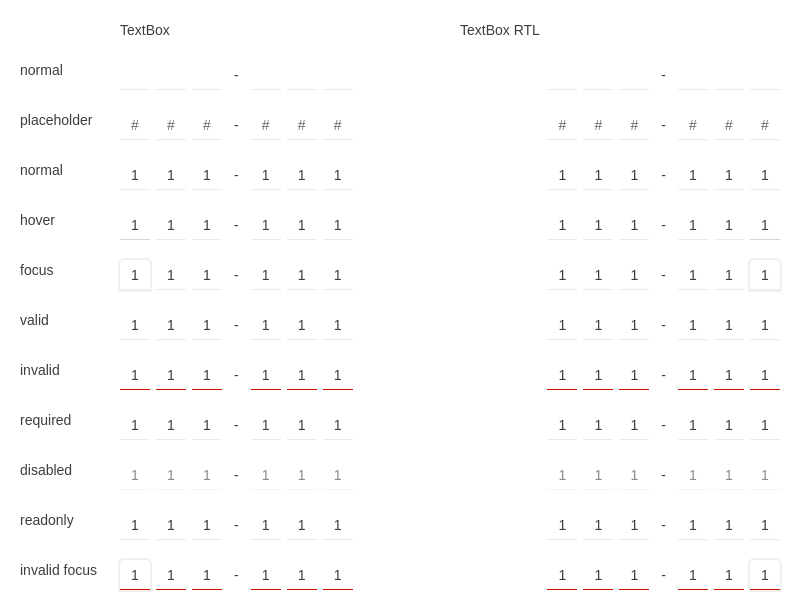 TextBox TextBox RTL
normal - -
placeholder # # # - # # # # # # - # # #
normal 1 1 1 - 1 1 1 1 1 1 - 1 1 1
hover 1 1 1 - 1 1 1 1 1 1 - 1 1 1
focus 1 1 1 - 1 1 1 1 1 1 - 1 1 1
valid 1 1 1 - 1 1 1 1 1 1 - 1 1 1
invalid 1 1 1 - 1 1 1 1 1 1 - 1 1 1
required 1 1 1 - 1 1 1 1 1 1 - 1 1 1
disabled 1 1 1 - 1 1 1 1 1 1 - 1 1 1
readonly 1 1 1 - 1 1 1 1 1 1 - 1 1 1
invalid focus 1 1 1 - 1 1 1 1 1 1 - 1 1 1